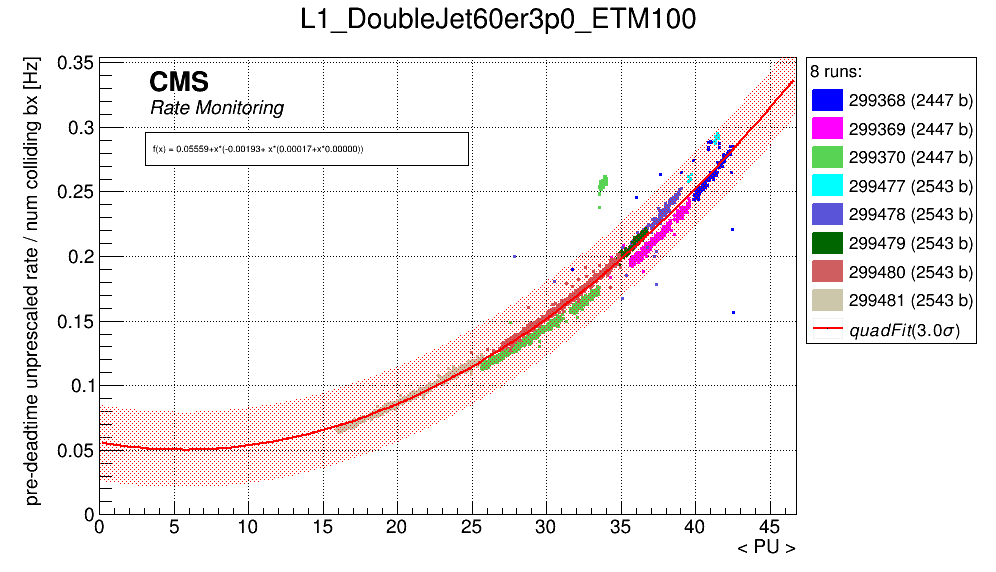 L1_DoubleJet60er3p0_ETM100
pre-deadtime unprescaled rate / num colliding bx [Hz]
CMS
Rate Monitoring
f(x) = 0.05559+x*(-0.00193+ x*(0.00017+x*0.00000))
0.35
0.3
0.25
0.2
0.15
0.1
0.05
0
0 5 10 15 20 25 30 35 40 45
< PU >
8 runs:
299368 (2447 b)
299369 (2447 b)
299370 (2447 b)
299477 (2543 b)
299478 (2543 b)
299479 (2543 b)
299480 (2543 b)
299481 (2543 b)
quadFit(3.0σ)